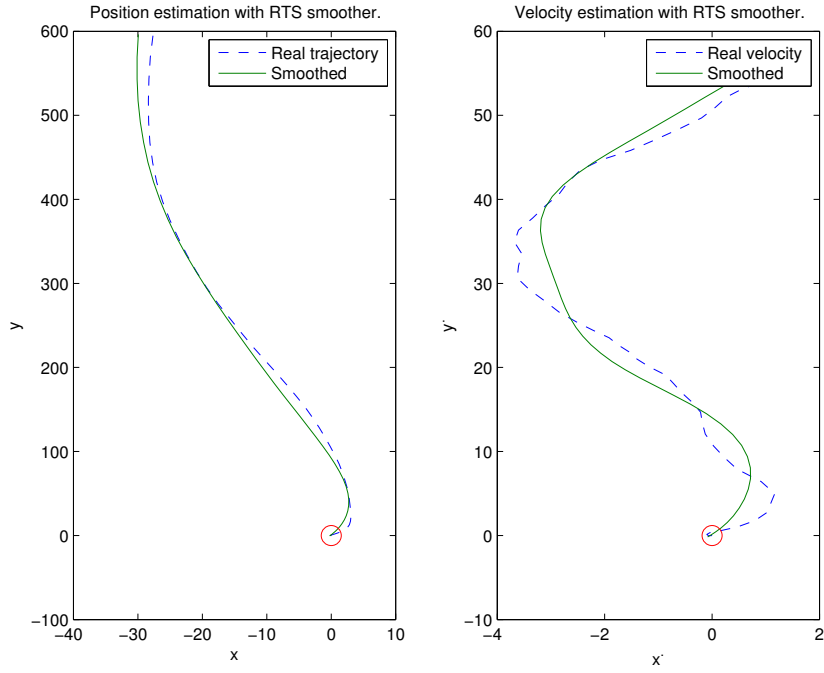 Position estimation with RTS smoother.
600
500
400
300
200
100
0
−100
−40
−30
−20
−10
0
10
x
y
Real trajectory
Smoothed
Velocity estimation with RTS smoother.
60
50
40
30
20
10
0
−10
−4
−2
0
2
x˙
y˙
Real velocity
Smoothed